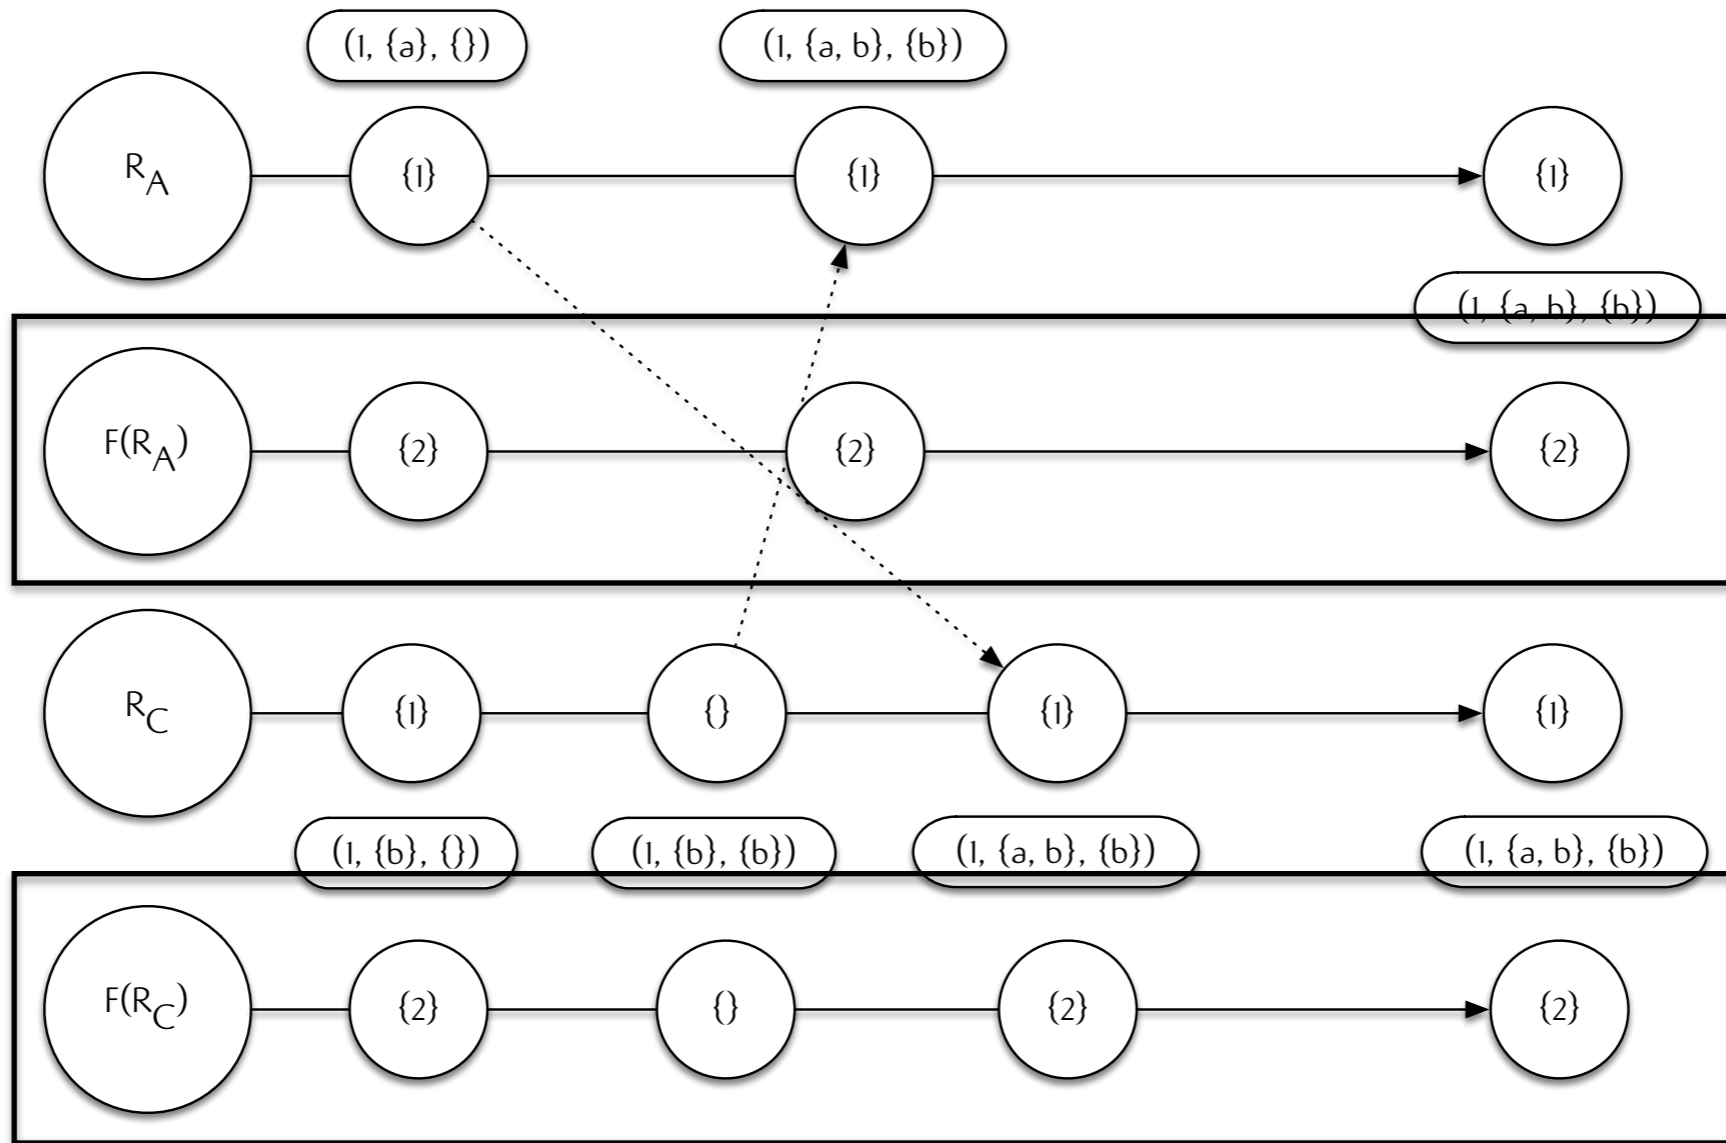 (1, {a}, {}) (1, {a, b}, {b})
R_A {1} {1} {1}
(1, {a, b}, {b})
F(R_A) {2} {2} {2}
R_C {1} {} {1} {1}
(1, {b}, {}) (1, {b}, {b}) (1, {a, b}, {b}) (1, {a, b}, {b})
F(R_C) {2} {} {2} {2}